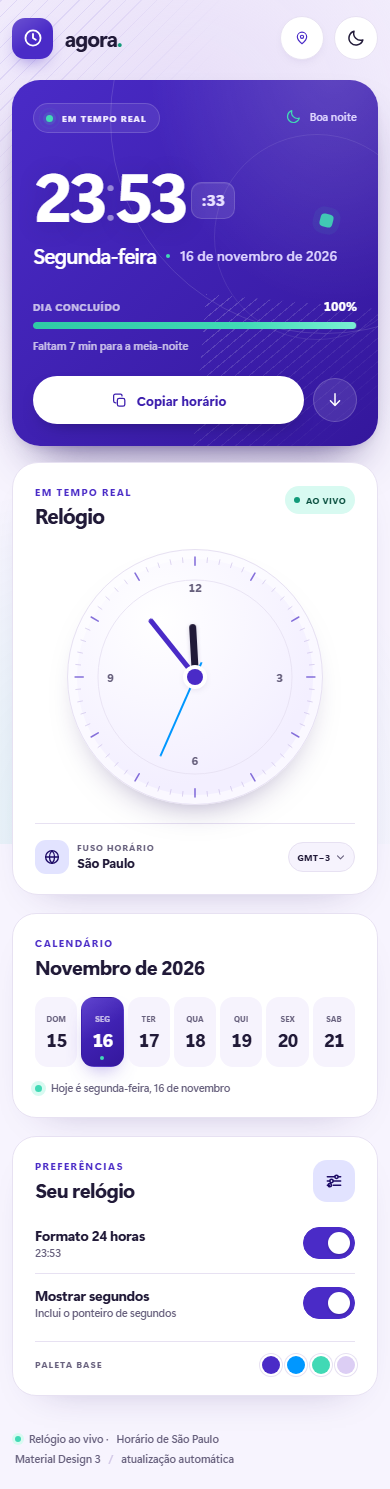 agora.
EM TEMPO REAL
Boa noite
23:53 :33
Segunda-feira • 16 de novembro de 2026
DIA CONCLUÍDO 100%
Faltam 7 min para a meia-noite
Copiar horário
EM TEMPO REAL
Relógio
AO VIVO
12
9 3
6
FUSO HORÁRIO
São Paulo
GMT−3
CALENDÁRIO
Novembro de 2026
DOM SEG TER QUA QUI SEX SAB
15 16 17 18 19 20 21
Hoje é segunda-feira, 16 de novembro
PREFERÊNCIAS
Seu relógio
Formato 24 horas
23:53
Mostrar segundos
Inclui o ponteiro de segundos
PALETA BASE
Relógio ao vivo · Horário de São Paulo
Material Design 3 / atualização automática